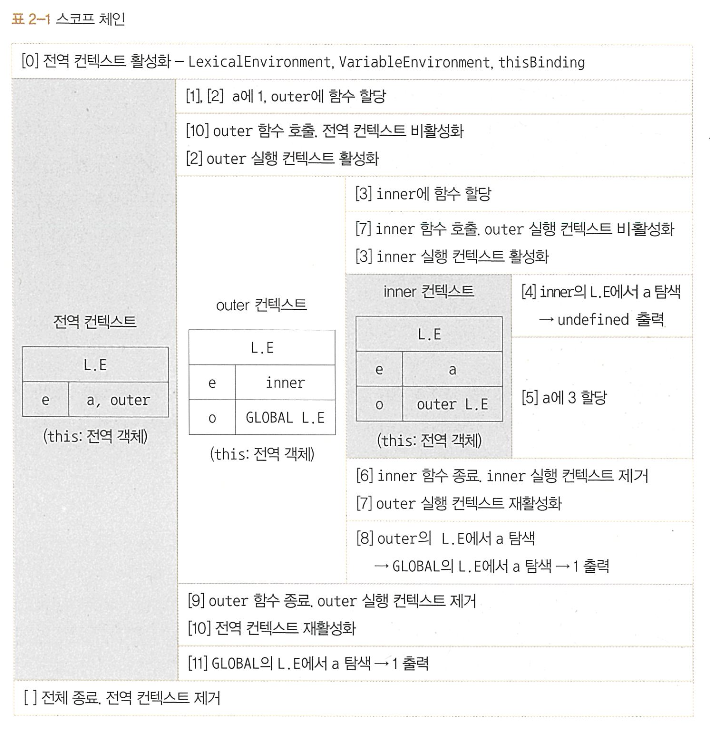 표 2-1 스코프 체인
[0] 전역 컨텍스트 활성화 – LexicalEnvironment, VariableEnvironment, thisBinding
[1], [2] a에 1, outer에 함수 할당
[10] outer 함수 호출. 전역 컨텍스트 비활성화
[2] outer 실행 컨텍스트 활성화
[3] inner에 함수 할당
[7] inner 함수 호출. outer 실행 컨텍스트 비활성화
[3] inner 실행 컨텍스트 활성화
전역 컨텍스트
L.E
e a, outer
(this: 전역 객체)
outer 컨텍스트
L.E
e inner
o GLOBAL L.E
(this: 전역 객체)
inner 컨텍스트
L.E
e a
o outer L.E
(this: 전역 객체)
[4] inner의 L.E에서 a 탐색
→ undefined 출력
[5] a에 3 할당
[6] inner 함수 종료. inner 실행 컨텍스트 제거
[7] outer 실행 컨텍스트 재활성화
[8] outer의 L.E에서 a 탐색
→ GLOBAL의 L.E에서 a 탐색 → 1 출력
[9] outer 함수 종료. outer 실행 컨텍스트 제거
[10] 전역 컨텍스트 재활성화
[11] GLOBAL의 L.E에서 a 탐색 → 1 출력
[ ] 전체 종료. 전역 컨텍스트 제거